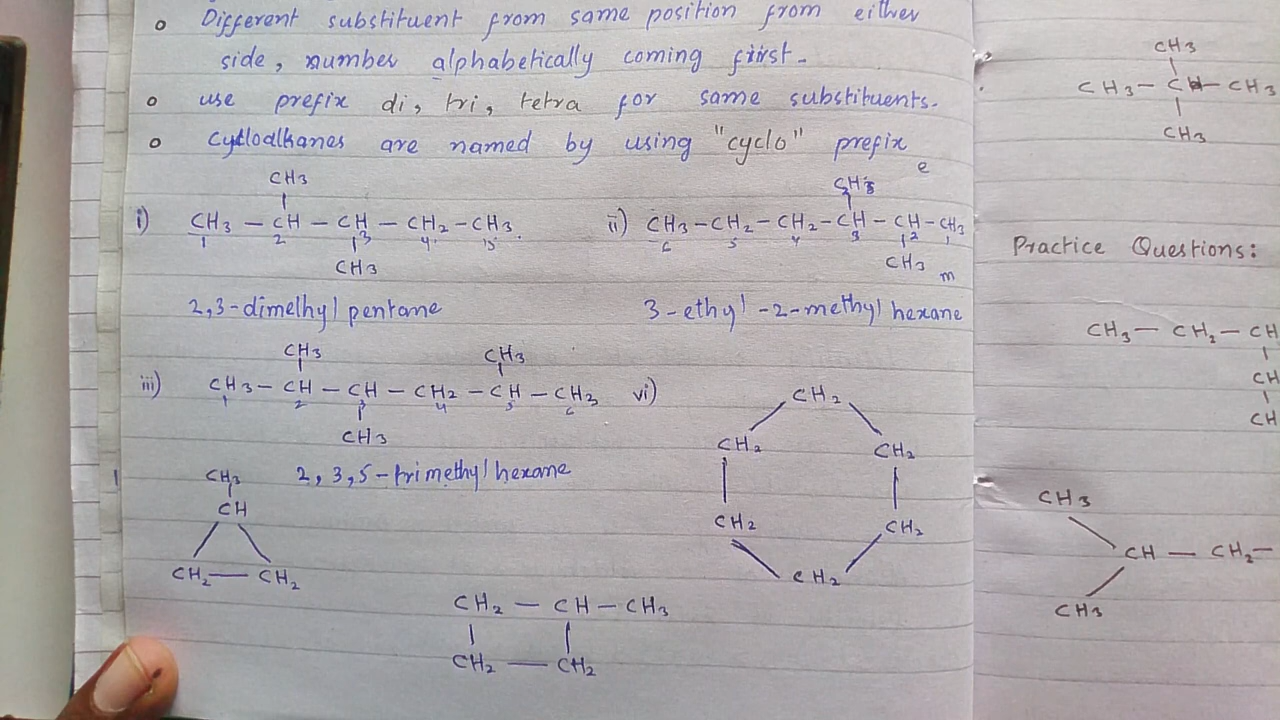 o Different substituent from same position from either
side, number alphabetically coming first.
o use prefix di, tri, tetra for same substituents.
o Cycloalkanes are named by using "cyclo" prefix
e
CH3
i) CH3 — CH — CH — CH2 — CH3.
1 2 3 4 5
CH3
2,3-dimethyl pentane
ii) CH3 — CH2 — CH2 — CH — CH — CH3
6 5 4 3 2 1
CH3 m
3-ethyl-2-methyl hexane
CH3 CH3
iii) CH3 — CH — CH — CH2 — CH — CH3
1 2 3 4 5 6
CH3
2,3,5-trimethyl hexane
vi) CH2
CH2 CH2
CH2 CH2
CH2
CH3
CH
CH2 — CH2
CH2 — CH — CH3
CH2 — CH2
CH3
CH3 — CH — CH3
CH3
Practice Questions:
CH3 — CH2 — CH
CH
CH
CH3
CH — CH2 —
CH3